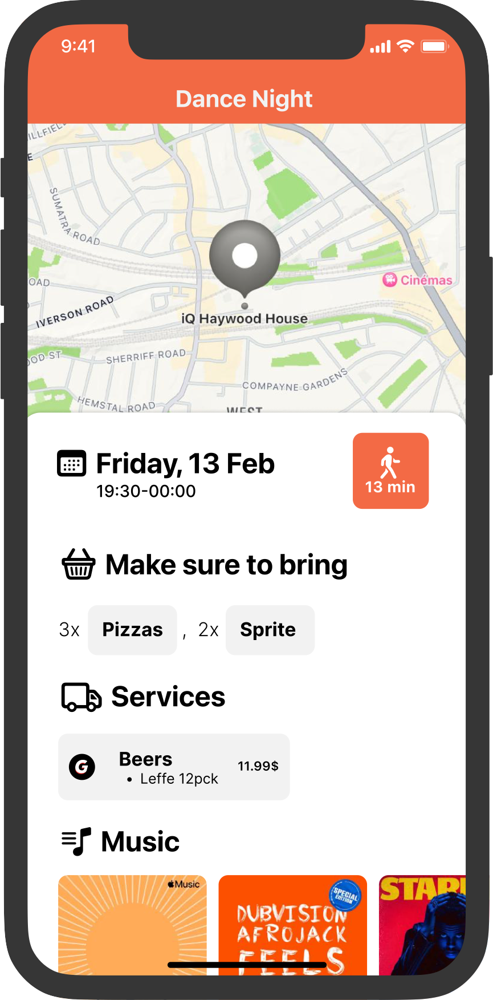 9:41
Dance Night
ILLFIEL
E
SUMATRA ROAD
Cinémas
OAD
IVERSON ROAD
iQ Haywood House
OOD ST
SHERRIFF ROAD
COMPAYNE GARDENS
HEMSTAL ROAD
WEST
Friday, 13 Feb
19:30-00:00
13 min
Make sure to bring
3x Pizzas , 2x Sprite
Services
G
Beers
• Leffe 12pck
11.99$
Music
Music
SPECIAL
EDITION
DUBVISION
AFROJACK
FEELS
STAR